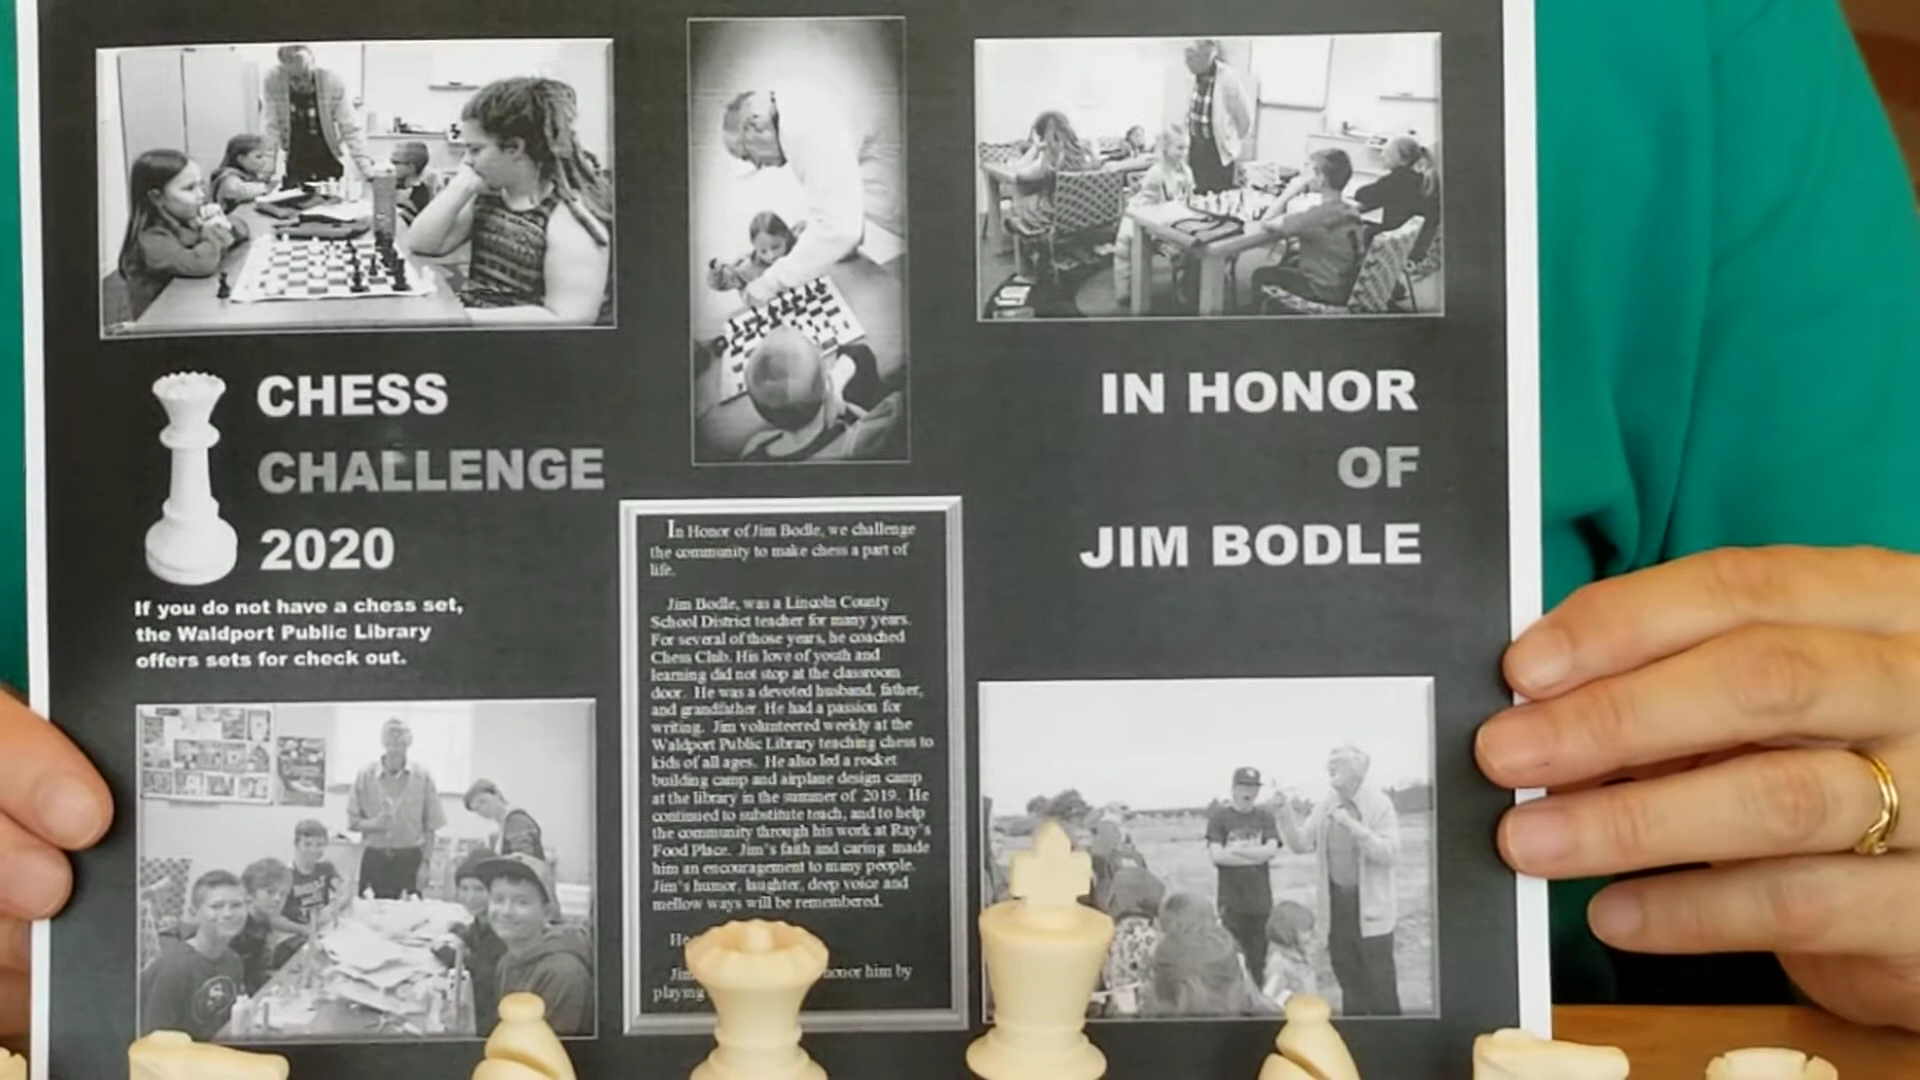 CHESS
CHALLENGE
2020
If you do not have a chess set,
the Waldport Public Library
offers sets for check out.
IN HONOR
OF
JIM BODLE
In Honor of Jim Bodle, we challenge
the community to make chess a part of
life.
Jim Bodle, was a Lincoln County
School District teacher for many years.
For several of those years, he coached
Chess Club. His love of youth and
learning did not stop at the classroom
door. He was a devoted husband, father,
and grandfather. He had a passion for
writing. Jim volunteered weekly at the
Waldport Public Library teaching chess to
kids of all ages. He also led a rocket
building camp and airplane design camp
at the library in the summer of 2019. He
continued to substitute teach, and to help
the community through his work at Ray's
Food Place. Jim's faith and caring made
him an encouragement to many people.
Jim's humor, laughter, deep voice and
mellow ways will be remembered.
He
Jim honor him by
playing